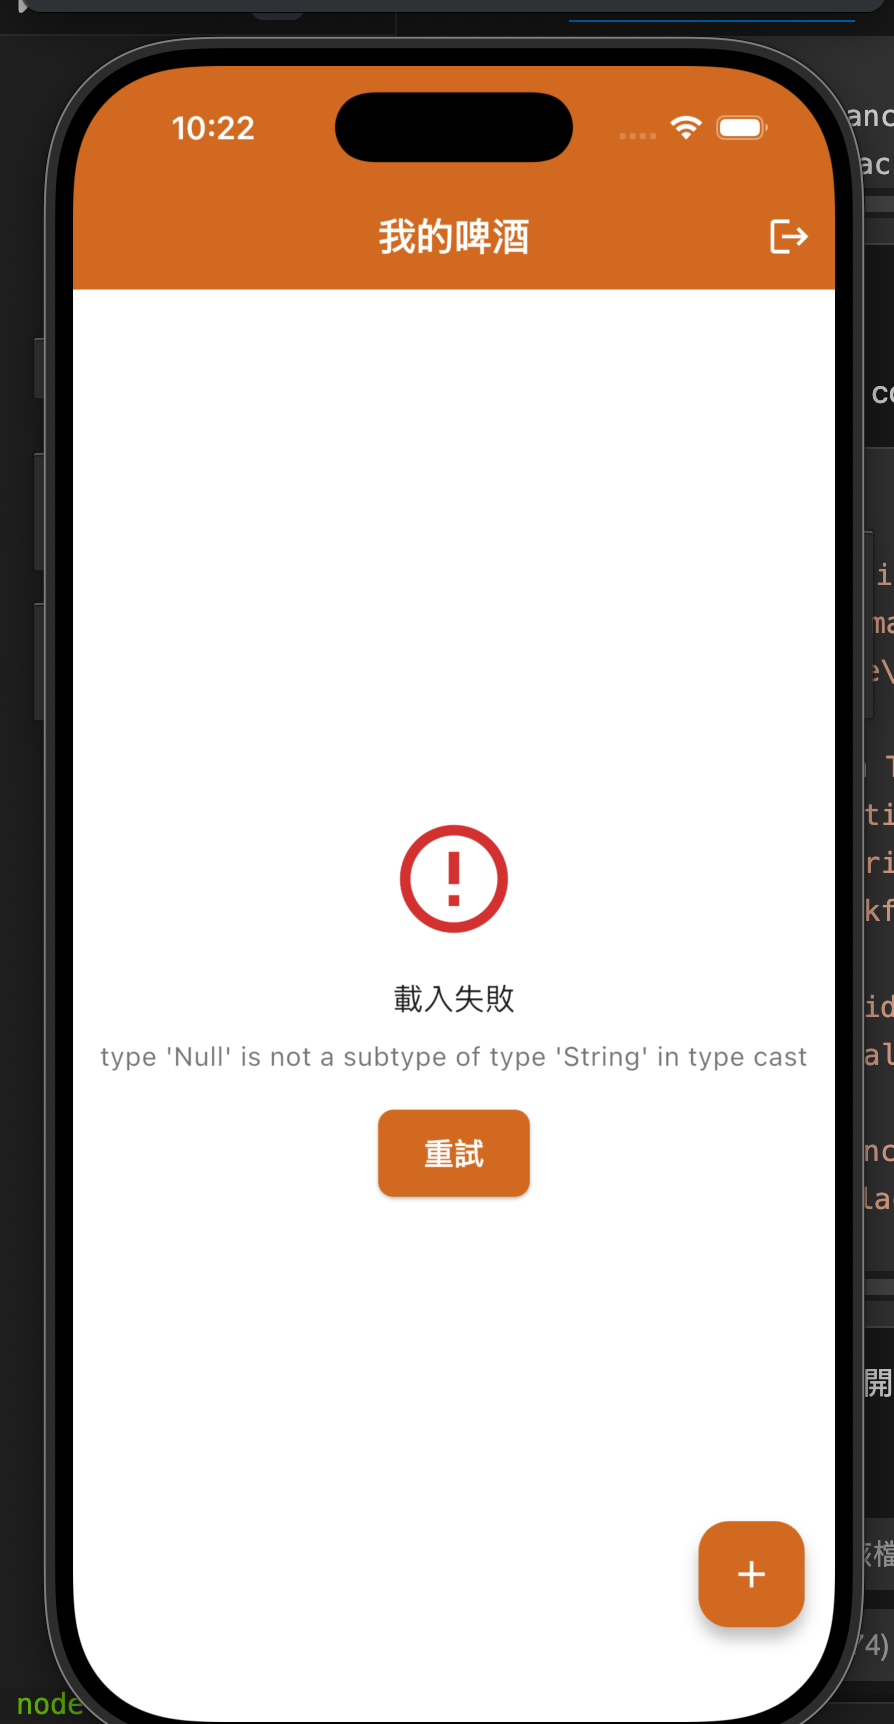 10:22
我的啤酒
載入失敗
type 'Null' is not a subtype of type 'String' in type cast
重試
+
node
開